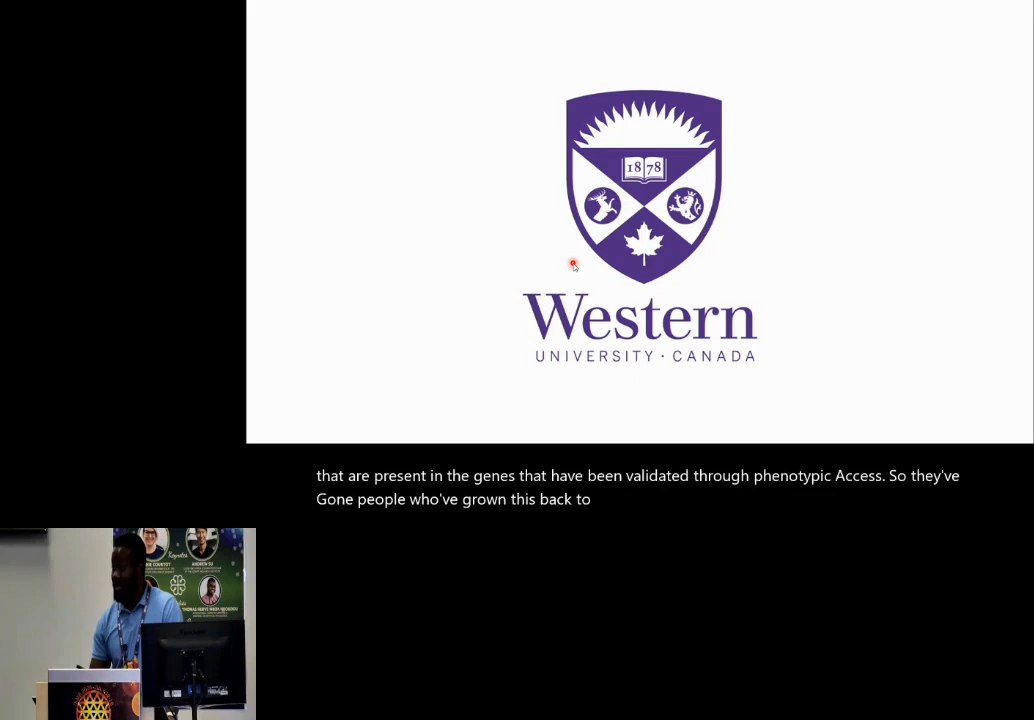 1878
Western
UNIVERSITY · CANADA
that are present in the genes that have been validated through phenotypic Access. So they've
Gone people who've grown this back to
Keynotes
ANDREW SU